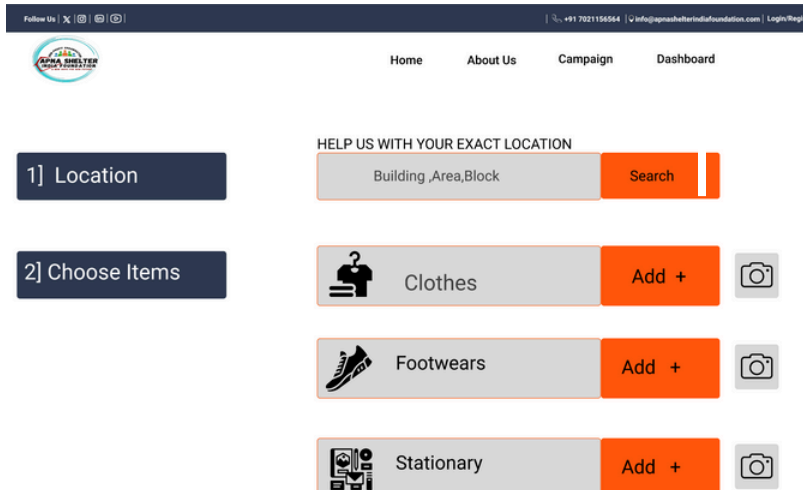 Follow Us | | | | |
| +91 7021156564 | info@apnashelterindiafoundation.com | Login/Regi
APNA SHELTER
INDIA FOUNDATION
Home About Us Campaign Dashboard
HELP US WITH YOUR EXACT LOCATION
1] Location
Building ,Area,Block
Search
2] Choose Items
Clothes
Add +
Footwears
Add +
Stationary
Add +